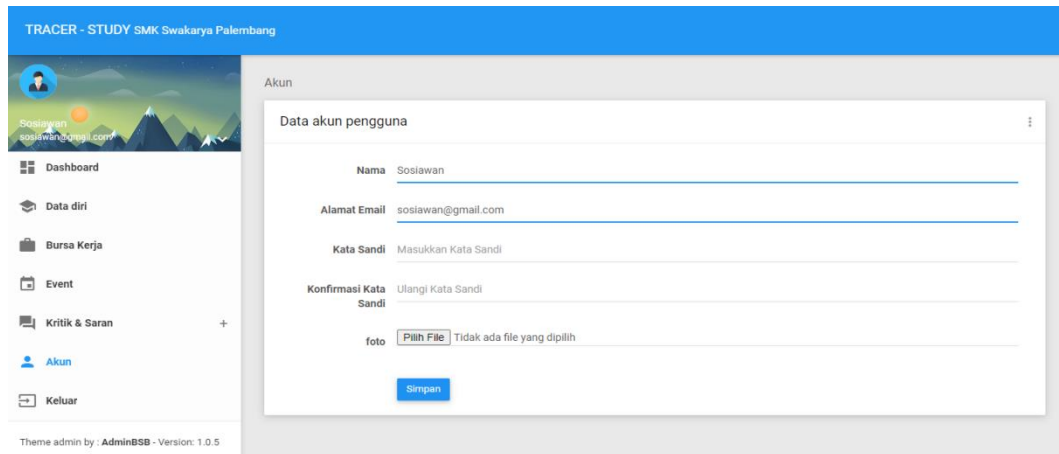 TRACER - STUDY SMK Swakarya Palembang
Sosiawan
sosiawan@gmail.com
Dashboard
Data diri
Bursa Kerja
Event
Kritik & Saran +
Akun
Keluar
Theme admin by : AdminBSB - Version: 1.0.5
Akun
Data akun pengguna
Nama Sosiawan
Alamat Email sosiawan@gmail.com
Kata Sandi Masukkan Kata Sandi
Konfirmasi Kata Ulangi Kata Sandi
Sandi
foto Pilih File Tidak ada file yang dipilih
Simpan